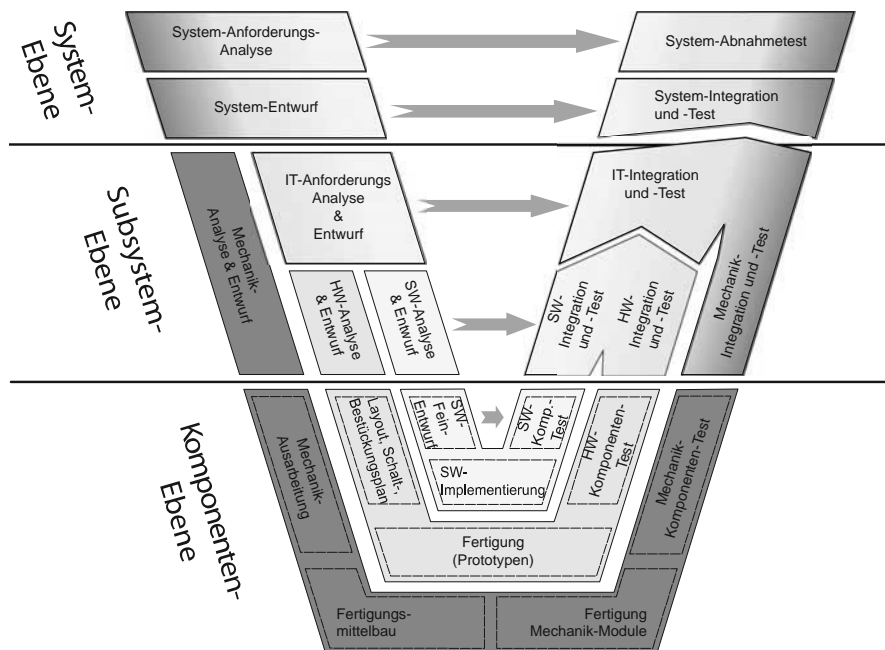 System-
Ebene
System-Anforderungs-
Analyse
System-Abnahmetest
System-Entwurf
System-Integration
und -Test
Subsystem-
Ebene
Mechanik-
Analyse & Entwurf
IT-Anforderungs
Analyse
&
Entwurf
IT-Integration
und -Test
HW-Analyse
& Entwurf
SW-Analyse
& Entwurf
SW-
Integration
und -Test
HW-
Integration
und -Test
Mechanik-
Integration und -Test
Komponenten-
Ebene
Mechanik-
Ausarbeitung
Layout, Schalt-,
Bestückungsplan
SW-
Fein-
Entwurf
SW-
Komp.-
Test
HW-
Komponenten-
Test
Mechanik-
Komponenten-Test
SW-
Implementierung
Fertigung
(Prototypen)
Fertigungs-
mittelbau
Fertigung
Mechanik-Module